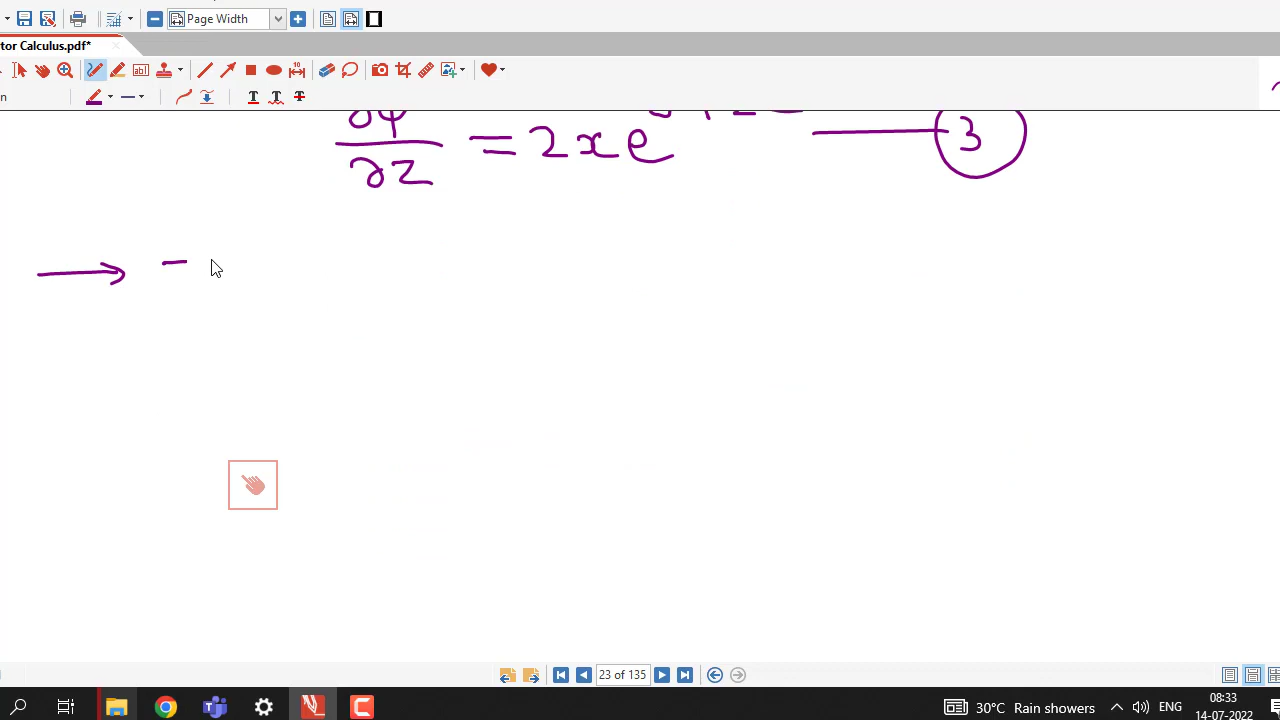 Page Width
tor Calculus.pdf*
10
n
T T T
∂z = 2xe
3
→ -
23 of 135
30°C Rain showers
ENG
08:33
14-07-2022